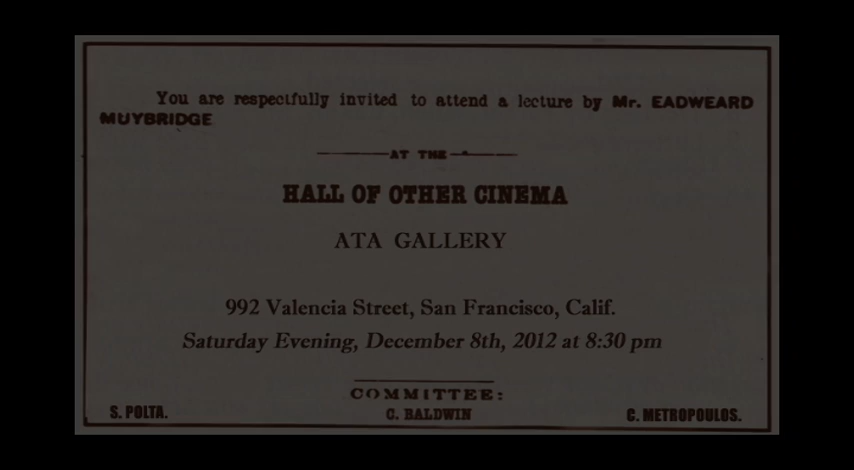 You are respectfully invited to attend a lecture by Mr. EADWEARD
MUYBRIDGE
AT THE
HALL OF OTHER CINEMA
ATA GALLERY
992 Valencia Street, San Francisco, Calif.
Saturday Evening, December 8th, 2012 at 8:30 pm
COMMITTEE:
S. POLTA. C. BALDWIN C. METROPOULOS.